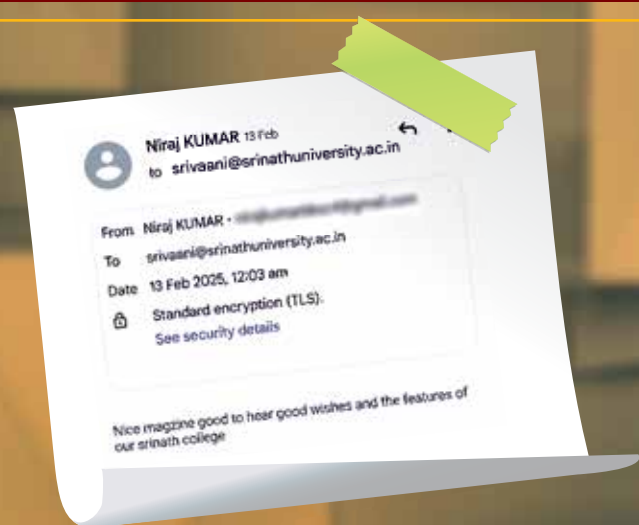 Niraj KUMAR 13 Feb
to srivaani@srinathuniversity.ac.in
From Niraj KUMAR •
To srivaani@srinathuniversity.ac.in
Date 13 Feb 2025, 12:03 am
Standard encryption (TLS).
See security details
Nice magzine good to hear good wishes and the features of
our srinath college